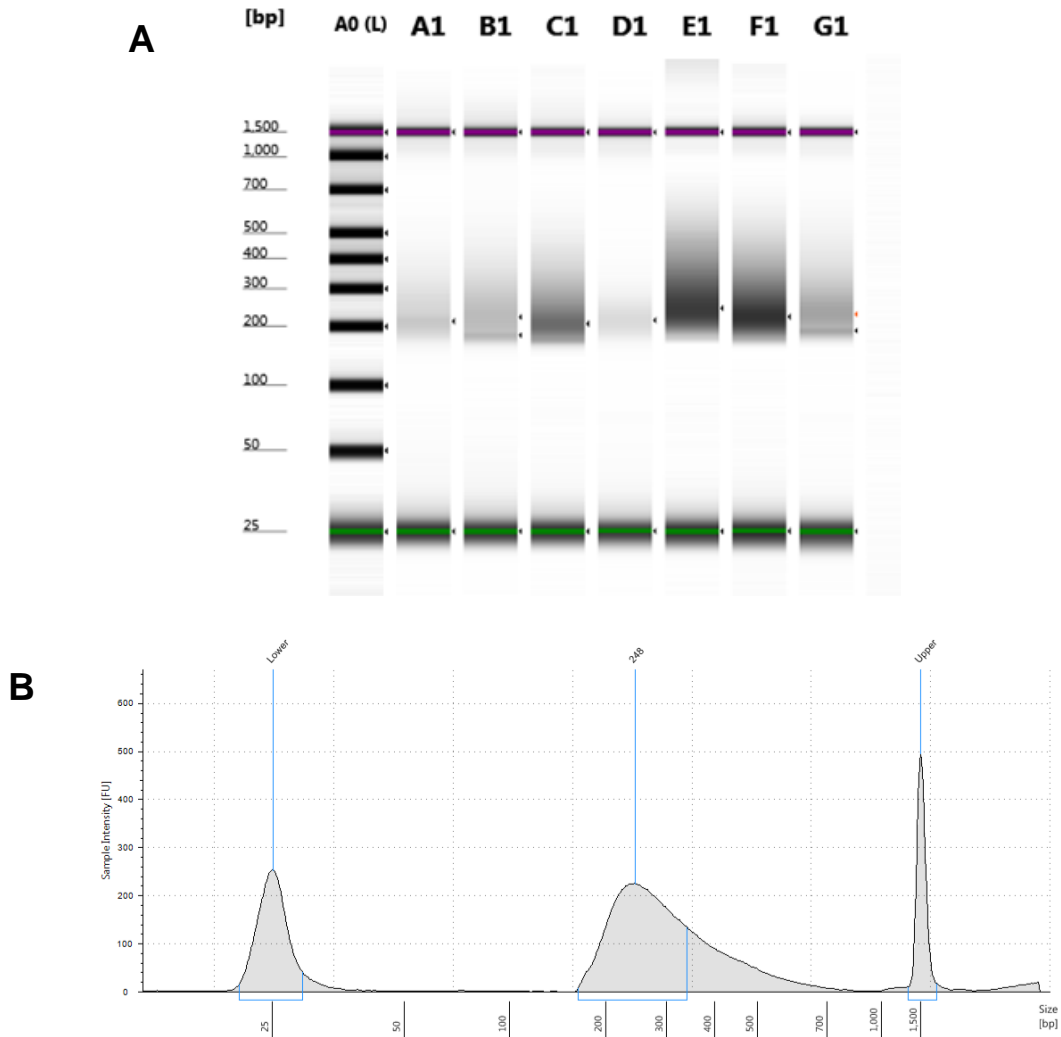 A
[bp] A0 (L) A1 B1 C1 D1 E1 F1 G1
1,500
1,000
700
500
400
300
200
100
50
25
B
Lower 248 Upper
Sample Intensity [FU]
600
500
400
300
200
100
0
25 50 100 200 300 400 500 700 1,000 1,500
Size
[bp]